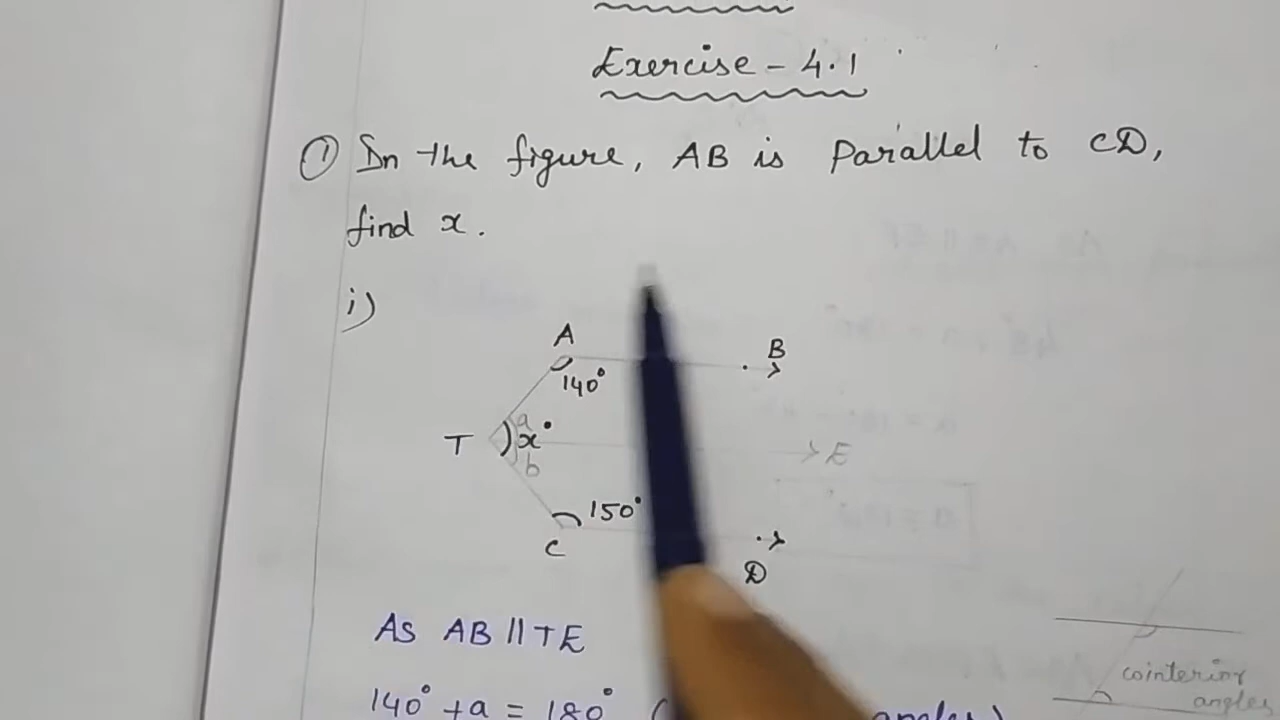 Exercise - 4.1
① In the figure, AB is parallel to CD,
find x.
i)
A
B
140°
a
T
x°
E
b
150°
C
D
As AB || TE
cointerior
angles
140° + a = 180° ( angles)